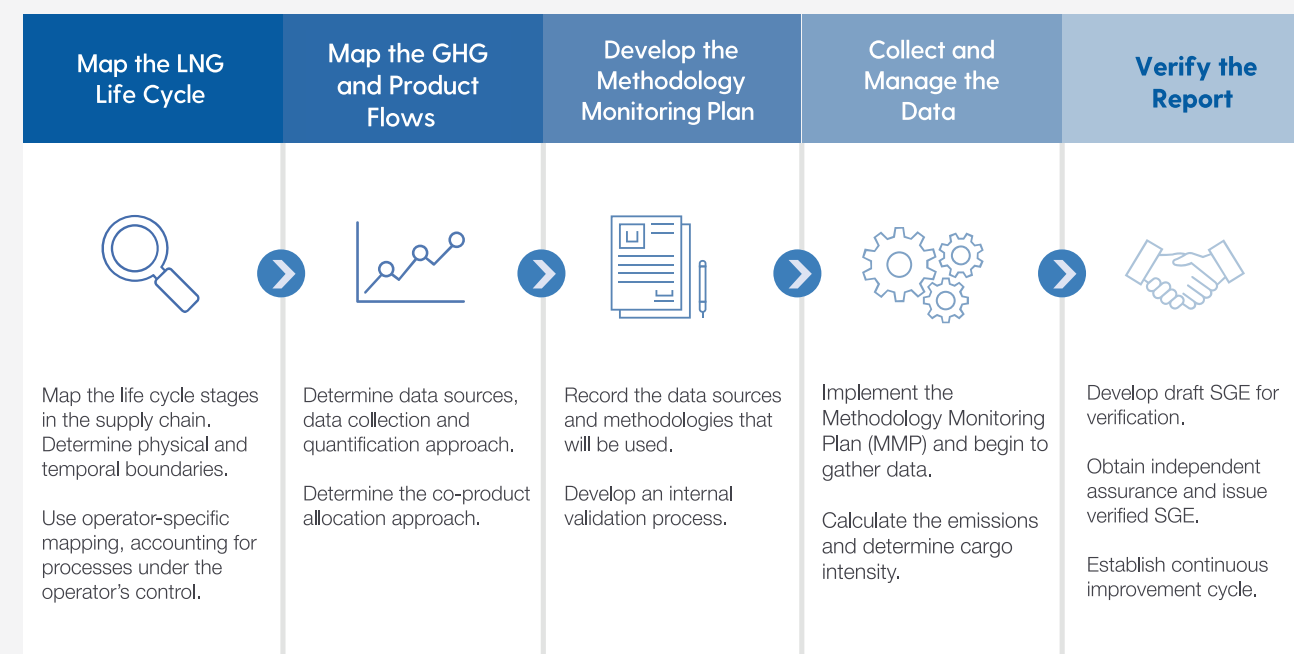 Map the LNG
Life Cycle
Map the GHG
and Product
Flows
Develop the
Methodology
Monitoring Plan
Collect and
Manage the
Data
Verify the
Report
Map the life cycle stages
in the supply chain.
Determine physical and
temporal boundaries.
Use operator-specific
mapping, accounting for
processes under the
operator’s control.
Determine data sources,
data collection and
quantification approach.
Determine the co-product
allocation approach.
Record the data sources
and methodologies that
will be used.
Develop an internal
validation process.
Implement the
Methodology Monitoring
Plan (MMP) and begin to
gather data.
Calculate the emissions
and determine cargo
intensity.
Develop draft SGE for
verification.
Obtain independent
assurance and issue
verified SGE.
Establish continuous
improvement cycle.